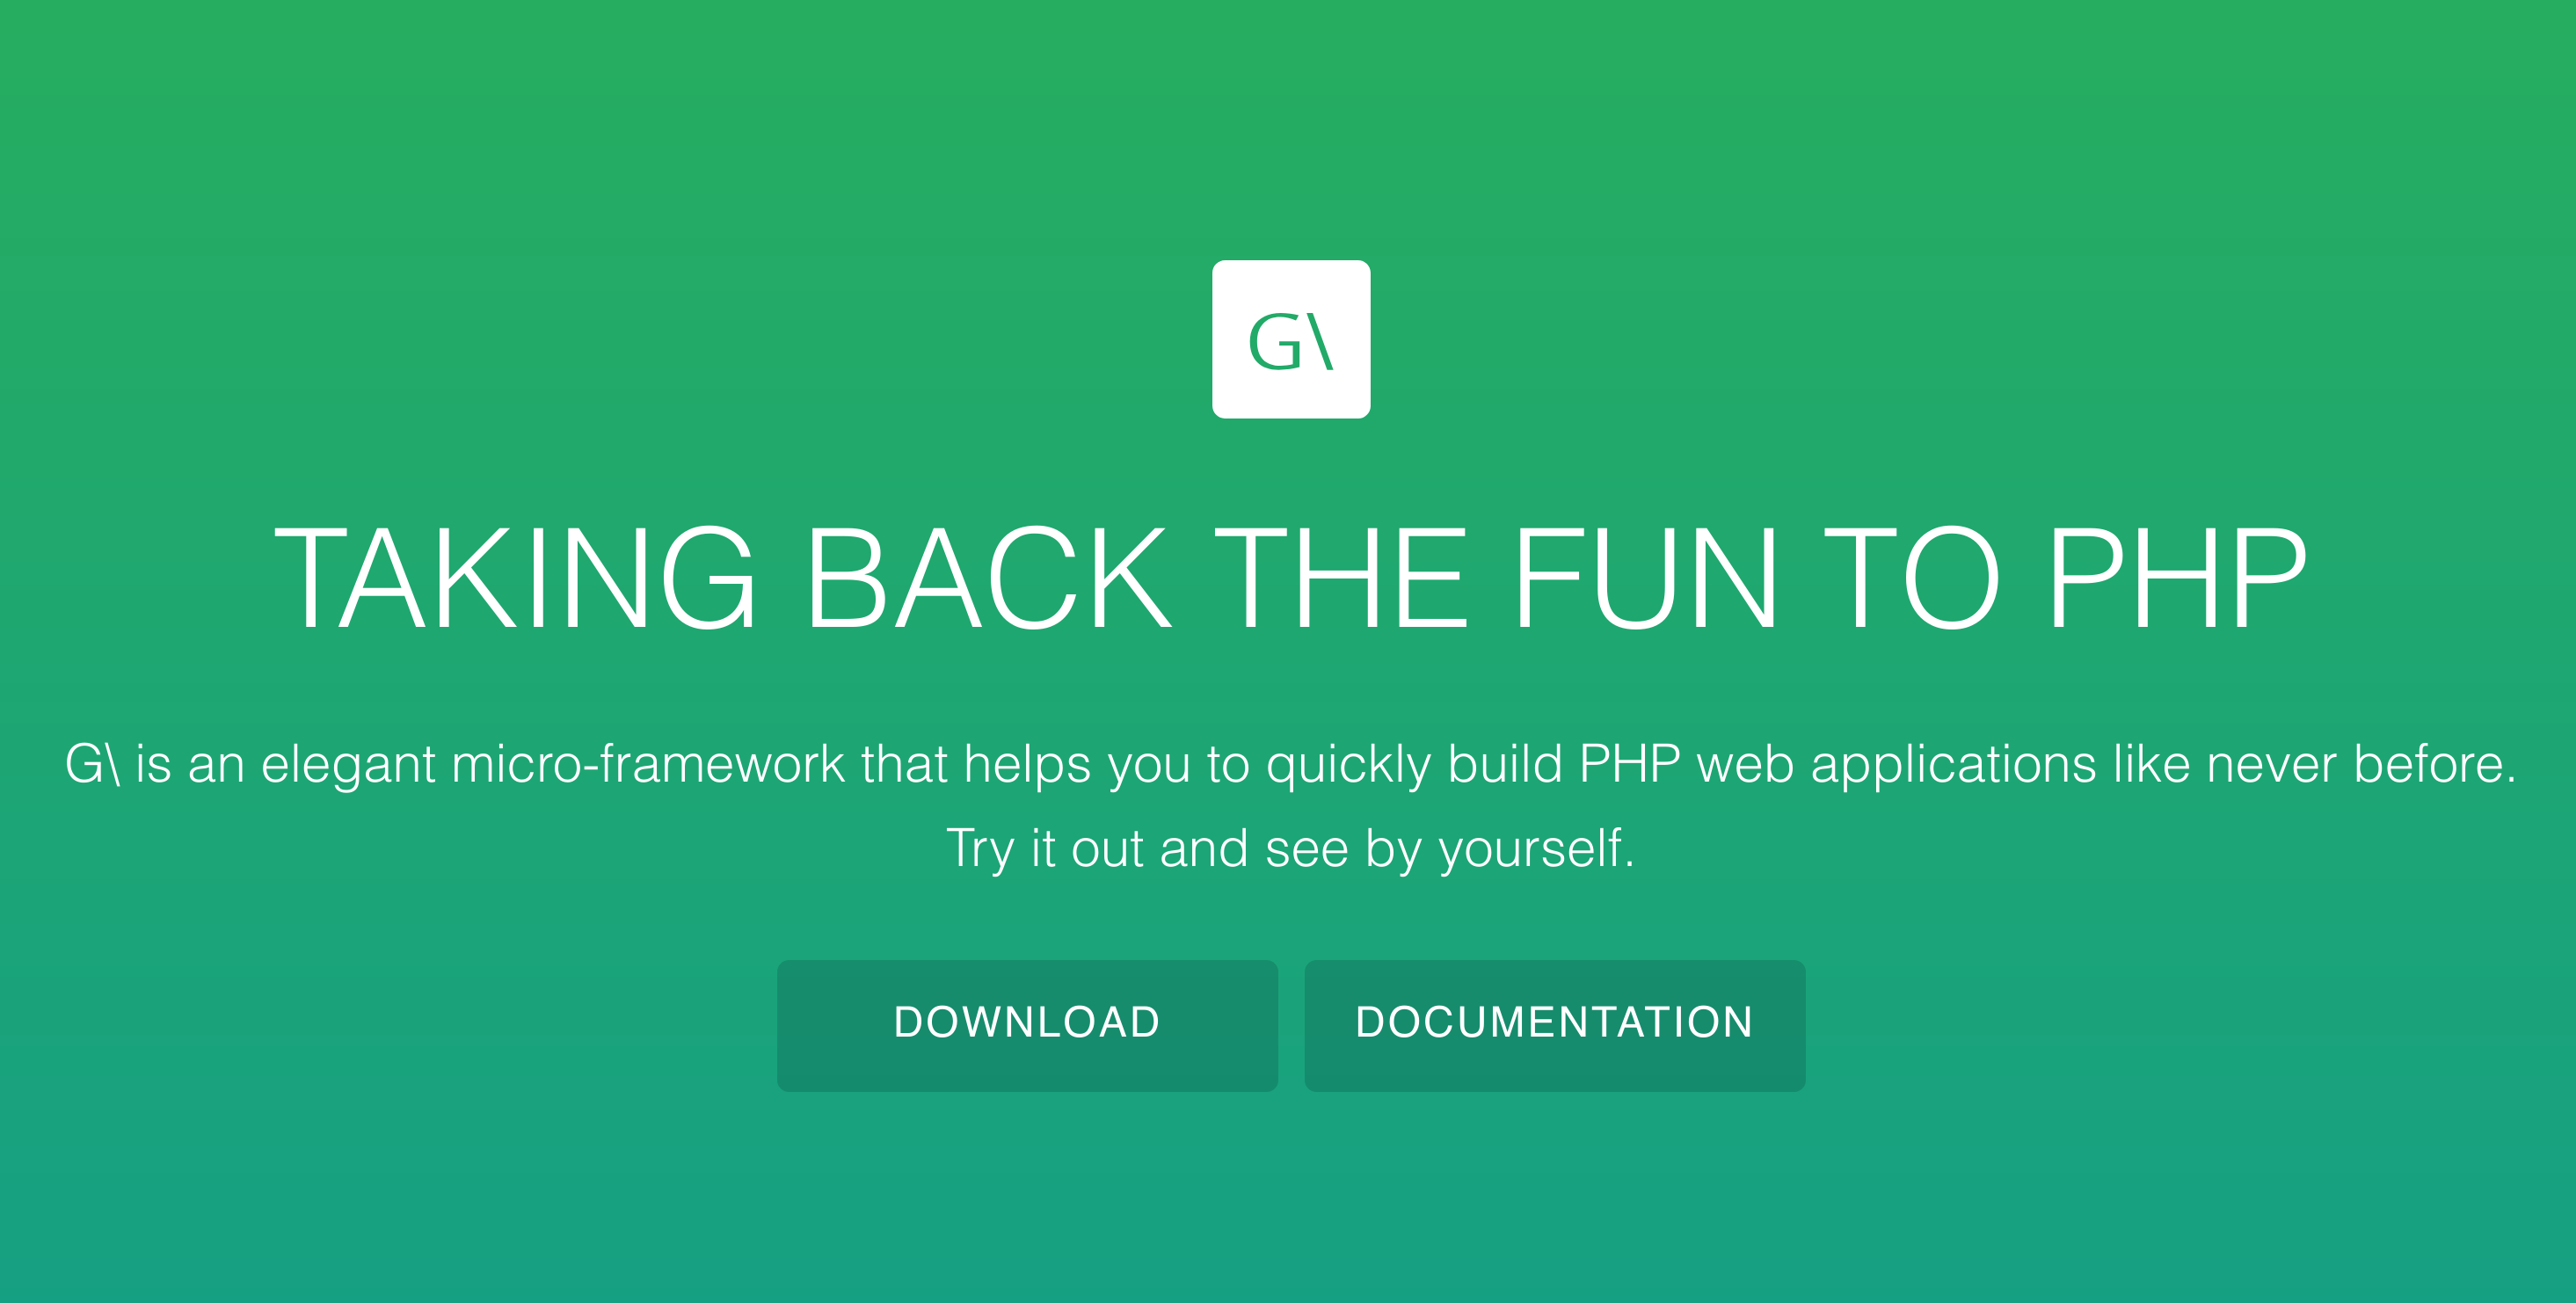 G\
TAKING BACK THE FUN TO PHP
G\ is an elegant micro-framework that helps you to quickly build PHP web applications like never before.
Try it out and see by yourself.
DOWNLOAD
DOCUMENTATION